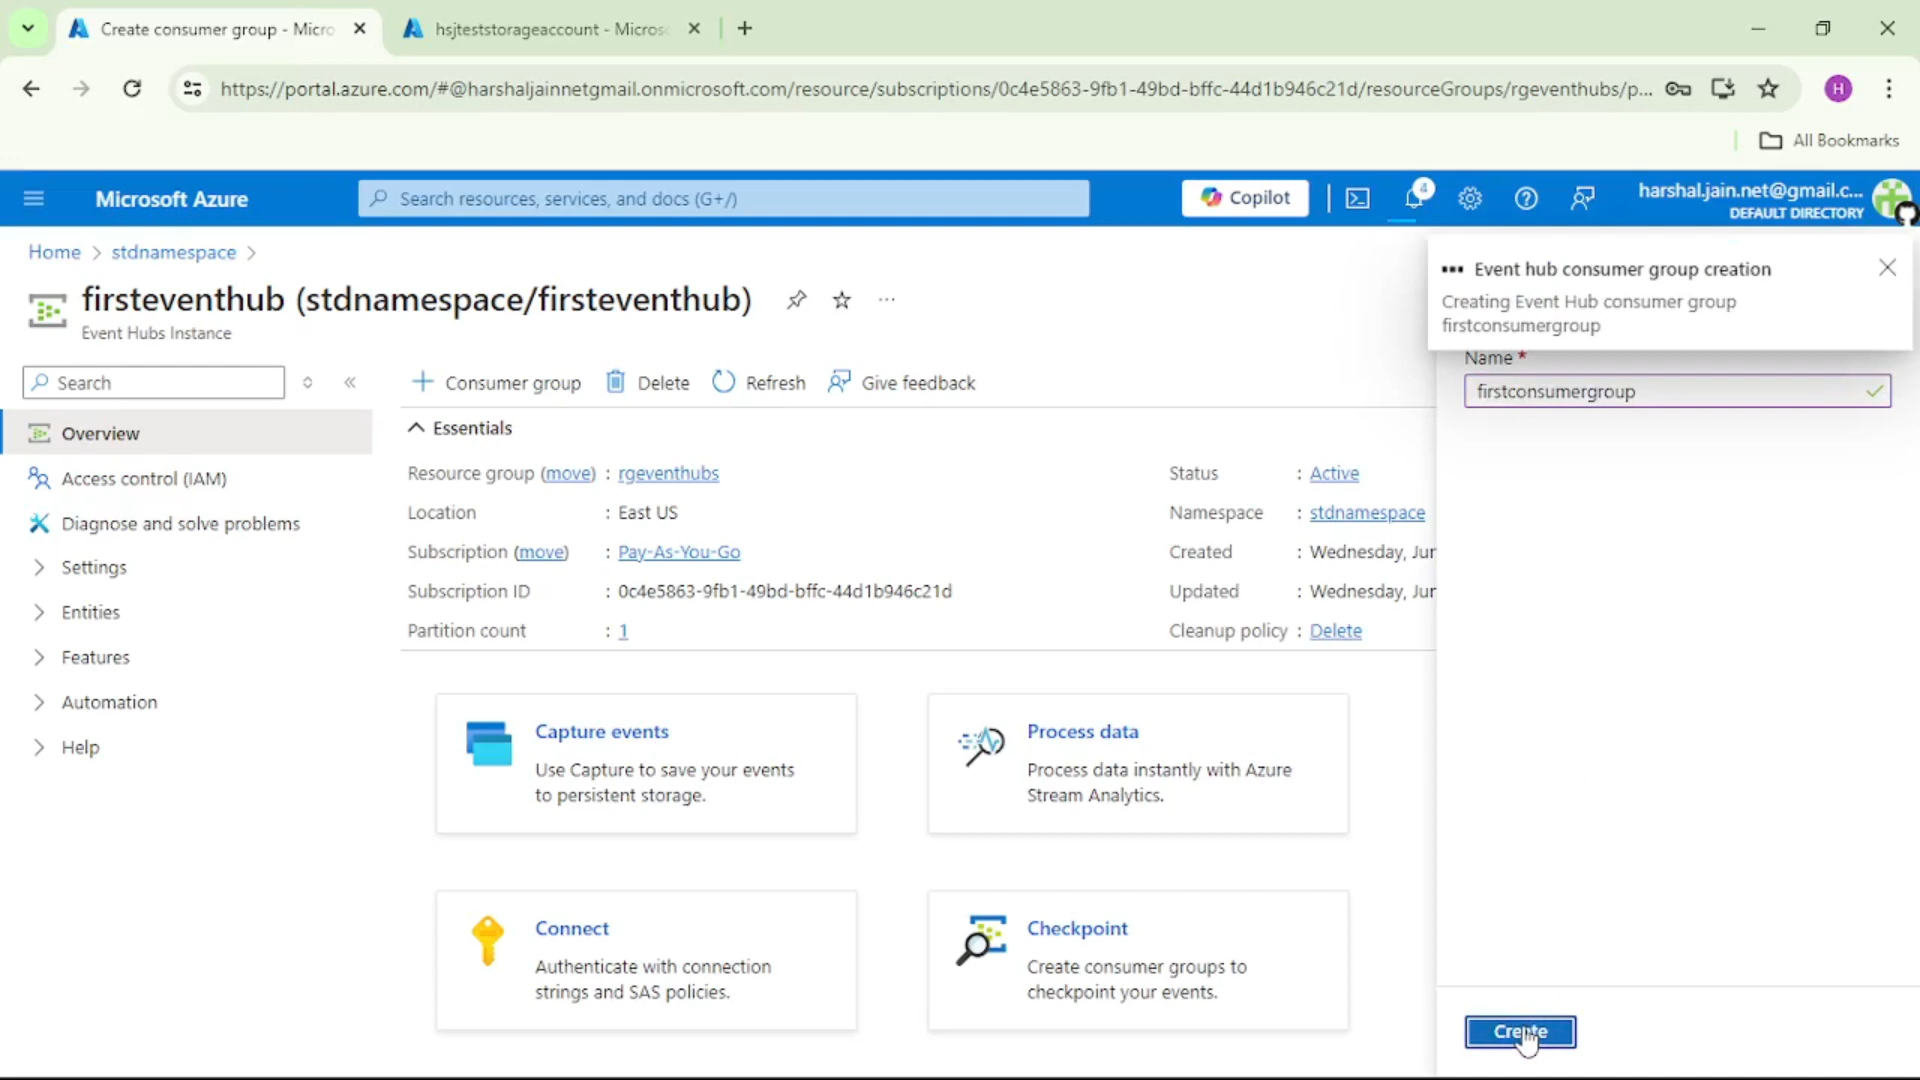 Create consumer group - Micro
hsjteststorageaccount - Micros
https://portal.azure.com/#@harshaljainnetgmail.onmicrosoft.com/resource/subscriptions/0c4e5863-9fb1-49bd-bffc-44d1b946c21d/resourceGroups/rgeventhubs/p...
H
All Bookmarks
Microsoft Azure
Search resources, services, and docs (G+/)
Copilot
4
harshal.jain.net@gmail.c...
DEFAULT DIRECTORY
Home > stdnamespace >
firsteventhub (stdnamespace/firsteventhub)
Event Hubs Instance
Event hub consumer group creation
Creating Event Hub consumer group
firstconsumergroup
Name *
firstconsumergroup
Search
Consumer group
Delete
Refresh
Give feedback
Overview
Access control (IAM)
Diagnose and solve problems
Settings
Entities
Features
Automation
Help
Essentials
Resource group (move) : rgeventhubs
Location : East US
Subscription (move) : Pay-As-You-Go
Subscription ID : 0c4e5863-9fb1-49bd-bffc-44d1b946c21d
Partition count : 1
Status : Active
Namespace : stdnamespace
Created : Wednesday, Jun
Updated : Wednesday, Jun
Cleanup policy : Delete
Capture events
Use Capture to save your events
to persistent storage.
Process data
Process data instantly with Azure
Stream Analytics.
Connect
Authenticate with connection
strings and SAS policies.
Checkpoint
Create consumer groups to
checkpoint your events.
Create